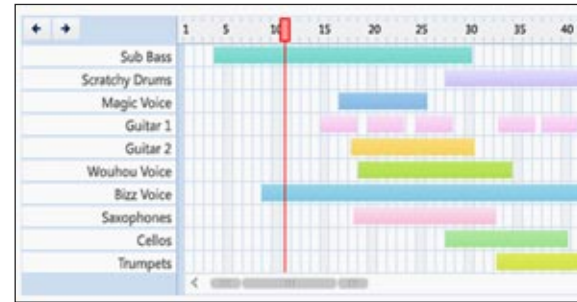 1 5 10 15 20 25 30 35 40
Sub Bass
Scratchy Drums
Magic Voice
Guitar 1
Guitar 2
Wouhou Voice
Bizz Voice
Saxophones
Cellos
Trumpets